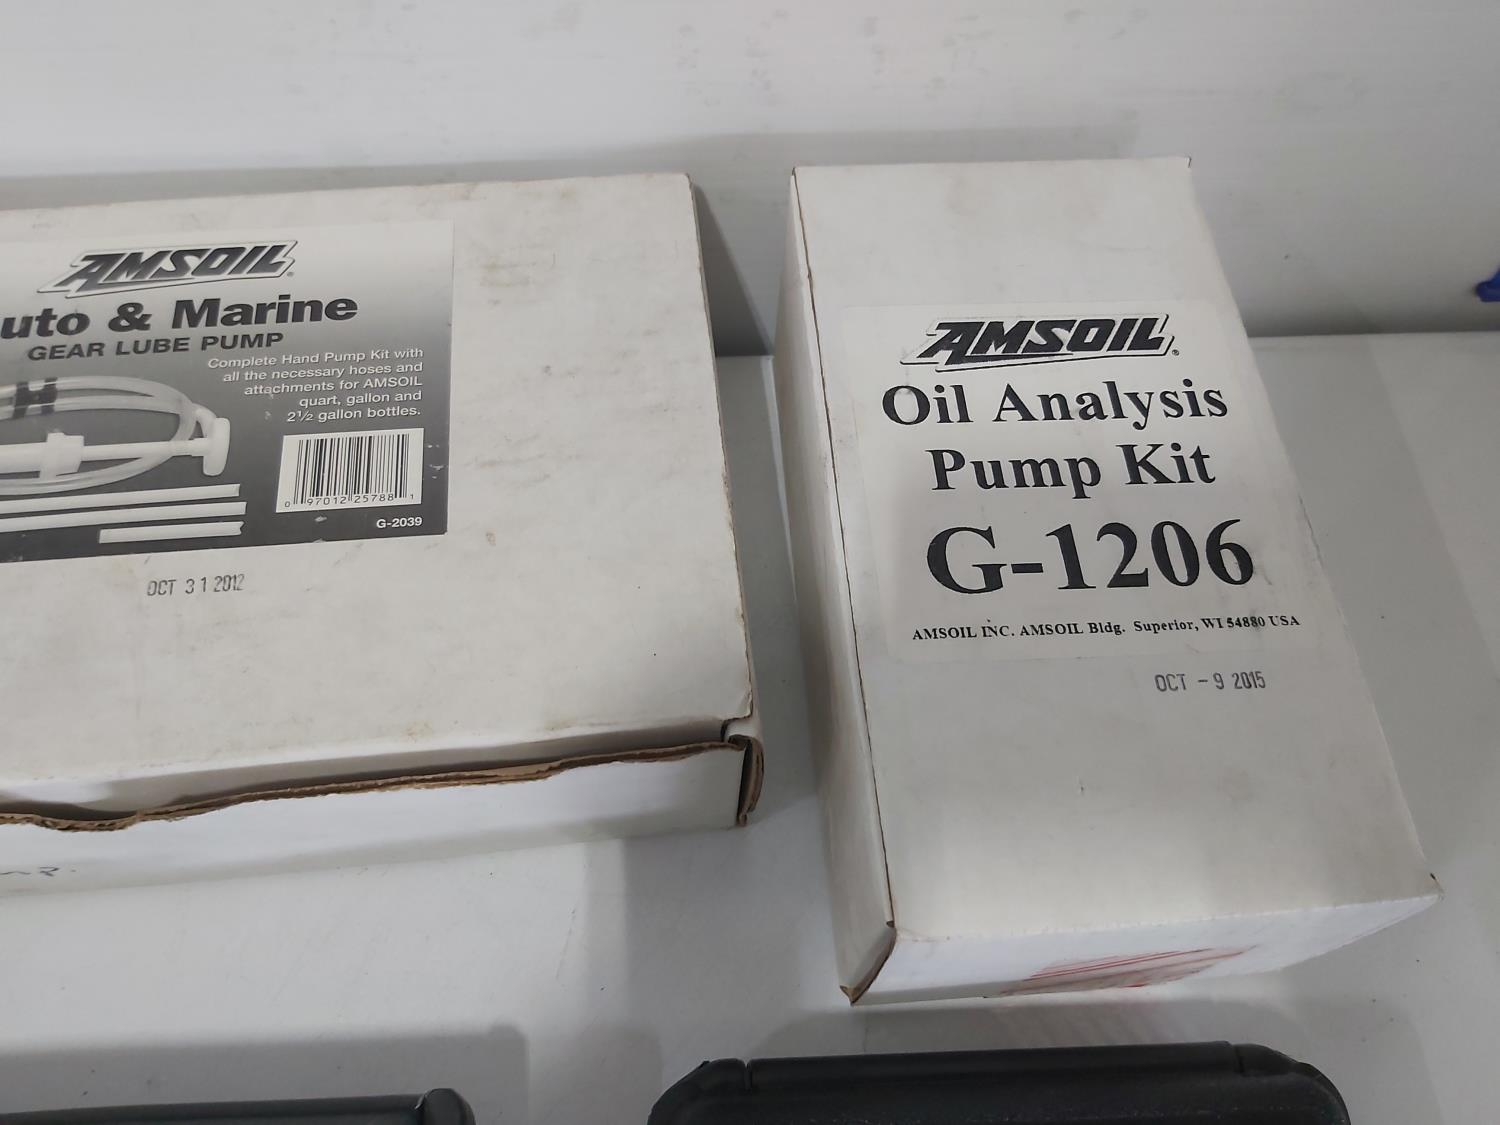 AMSOIL
uto & Marine
GEAR LUBE PUMP
Complete Hand Pump Kit with
all the necessary hoses and
attachments for AMSOIL
quart, gallon and
2½ gallon bottles.
0 97012 25788 1
G-2039
OCT 31 2012
AMSOIL
Oil Analysis
Pump Kit
G-1206
AMSOIL INC. AMSOIL Bldg. Superior, WI 54880 USA
OCT - 9 2015